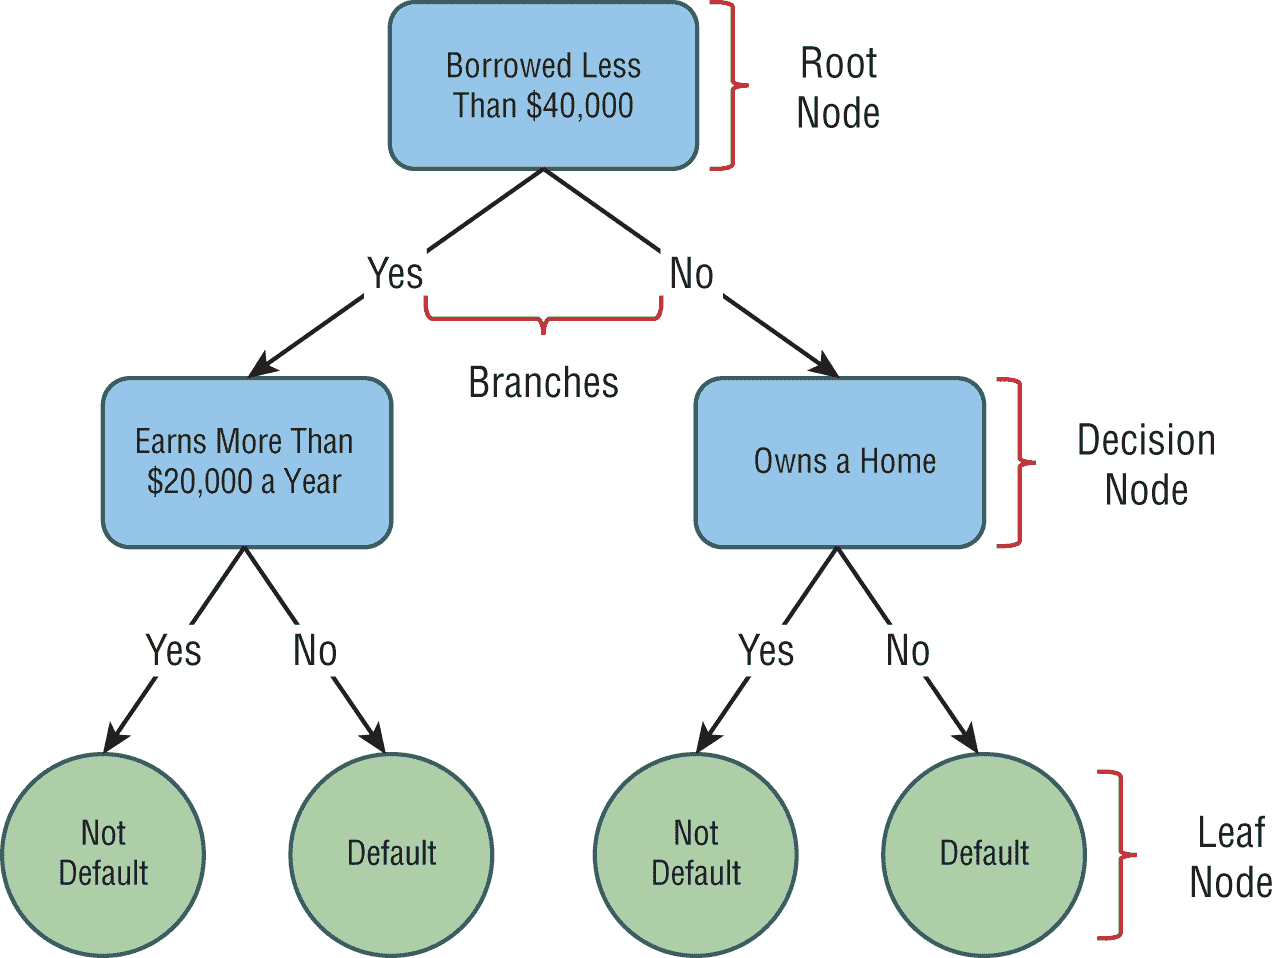 Borrowed Less
Than $40,000
Root
Node
Yes
No
Branches
Earns More Than
$20,000 a Year
Owns a Home
Decision
Node
Yes
No
Yes
No
Not
Default
Default
Not
Default
Default
Leaf
Node